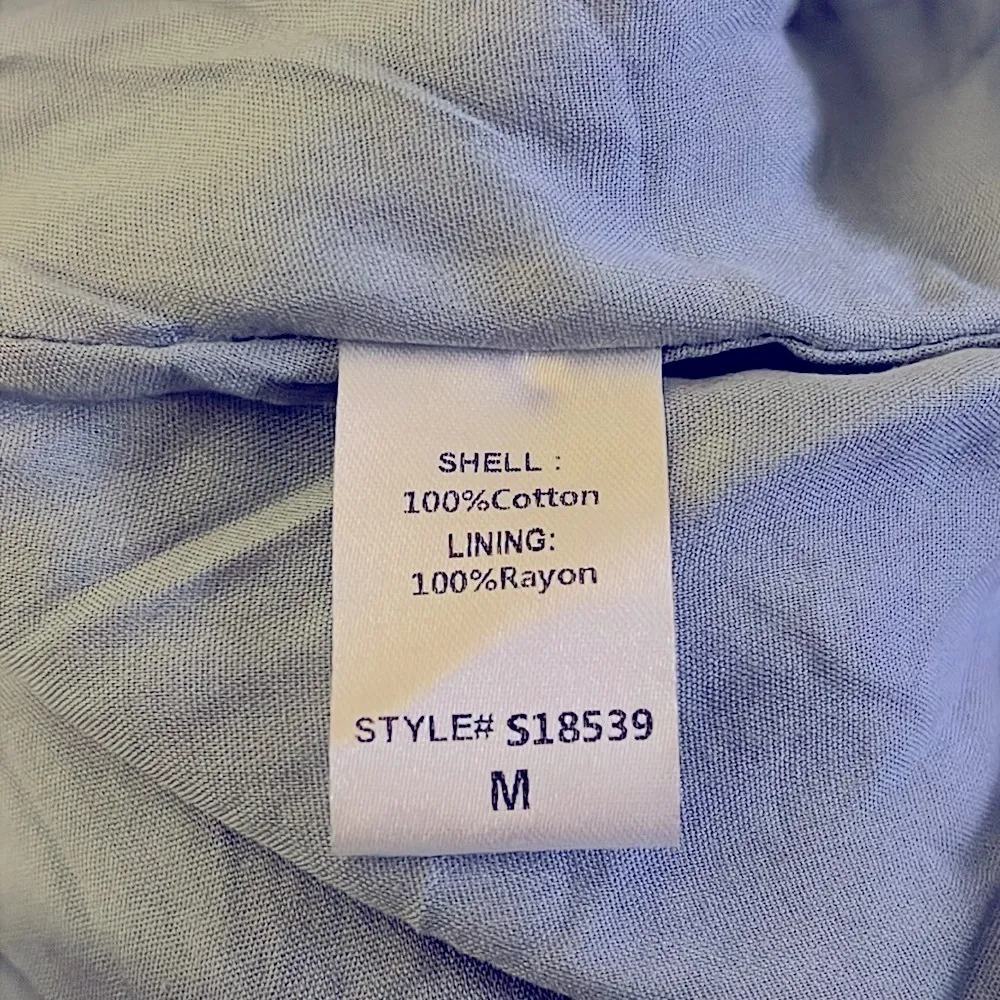 SHELL :
100%Cotton
LINING:
100%Rayon
STYLE# S18539
M